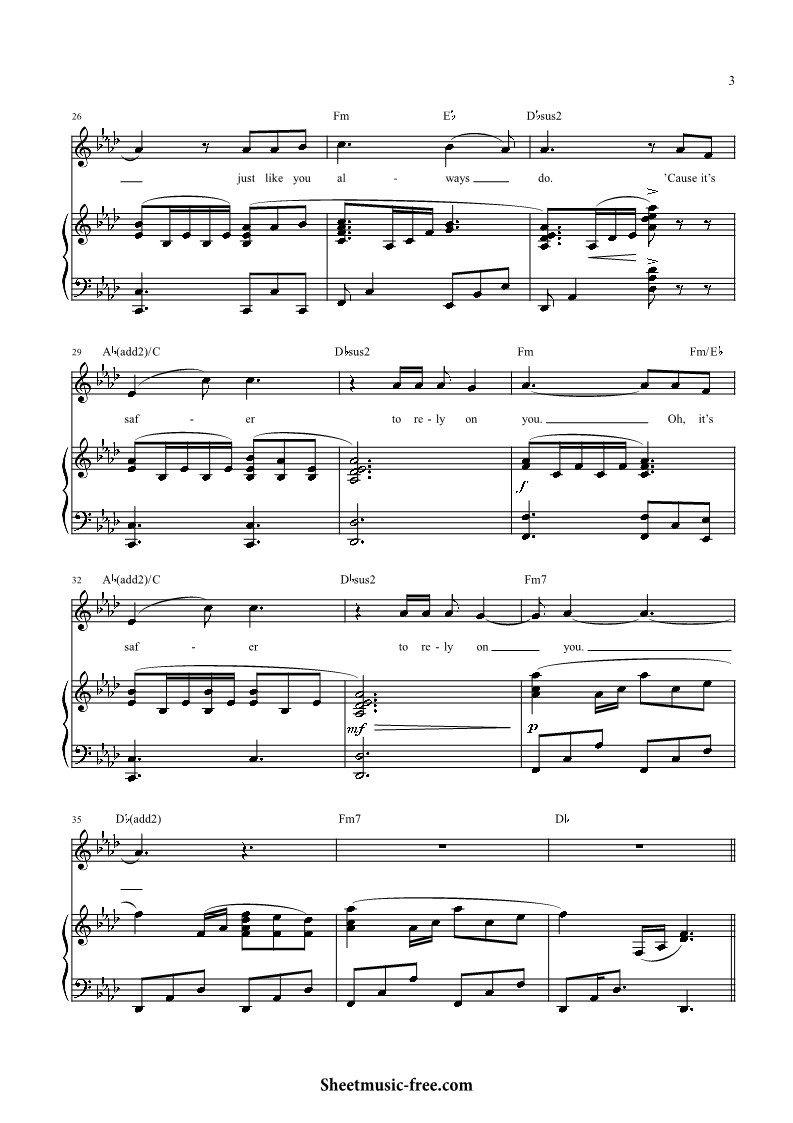 3
26 Fm E♭ D♭sus2
just like you al - ways do. 'Cause it's
29 A♭(add2)/C D♭sus2 Fm Fm/E♭
saf - er to re - ly on you. Oh, it's
f
32 A♭(add2)/C D♭sus2 Fm7
saf - er to re - ly on you.
mf p
35 D♭(add2) Fm7 D♭
Sheetmusic-free.com